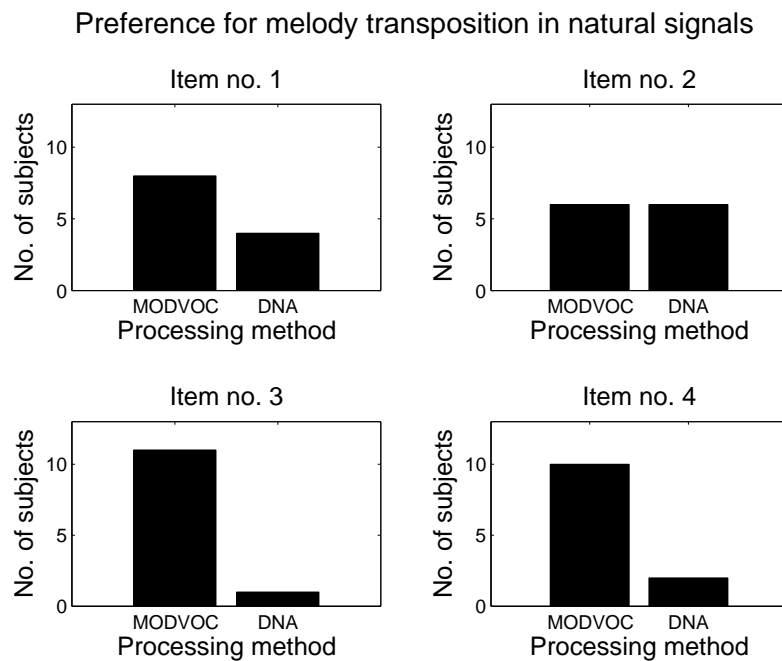 Preference for melody transposition in natural signals
Item no. 1
No. of subjects
10
5
0
MODVOC DNA
Processing method
Item no. 2
No. of subjects
10
5
0
MODVOC DNA
Processing method
Item no. 3
No. of subjects
10
5
0
MODVOC DNA
Processing method
Item no. 4
No. of subjects
10
5
0
MODVOC DNA
Processing method